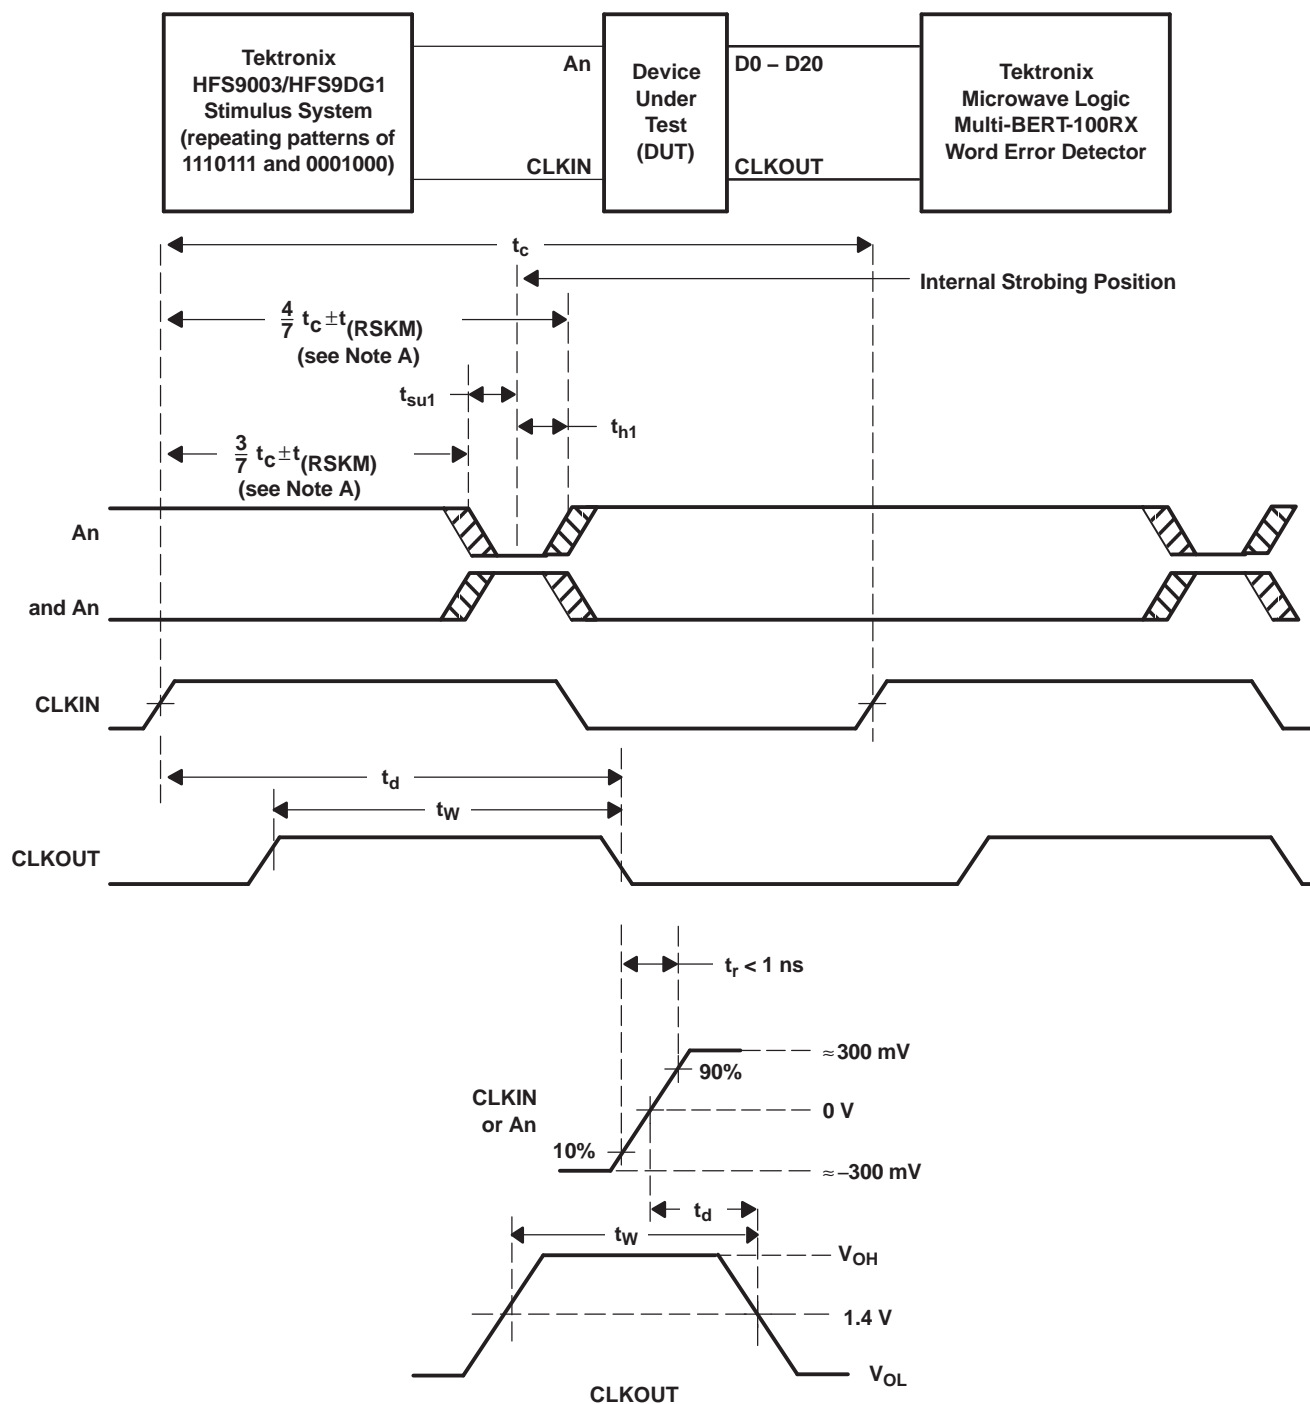 Tektronix
HFS9003/HFS9DG1
Stimulus System
(repeating patterns of
1110111 and 0001000)
An
CLKIN
Device
Under
Test
(DUT)
D0 – D20
CLKOUT
Tektronix
Microwave Logic
Multi-BERT-100RX
Word Error Detector
tc
Internal Strobing Position
4/7 tc ± t(RSKM)
(see Note A)
tsu1
th1
3/7 tc ± t(RSKM)
(see Note A)
An
and An
CLKIN
td
tW
CLKOUT
tr < 1 ns
≈ 300 mV
90%
CLKIN
or An
0 V
10%
≈ –300 mV
td
tW
VOH
1.4 V
VOL
CLKOUT